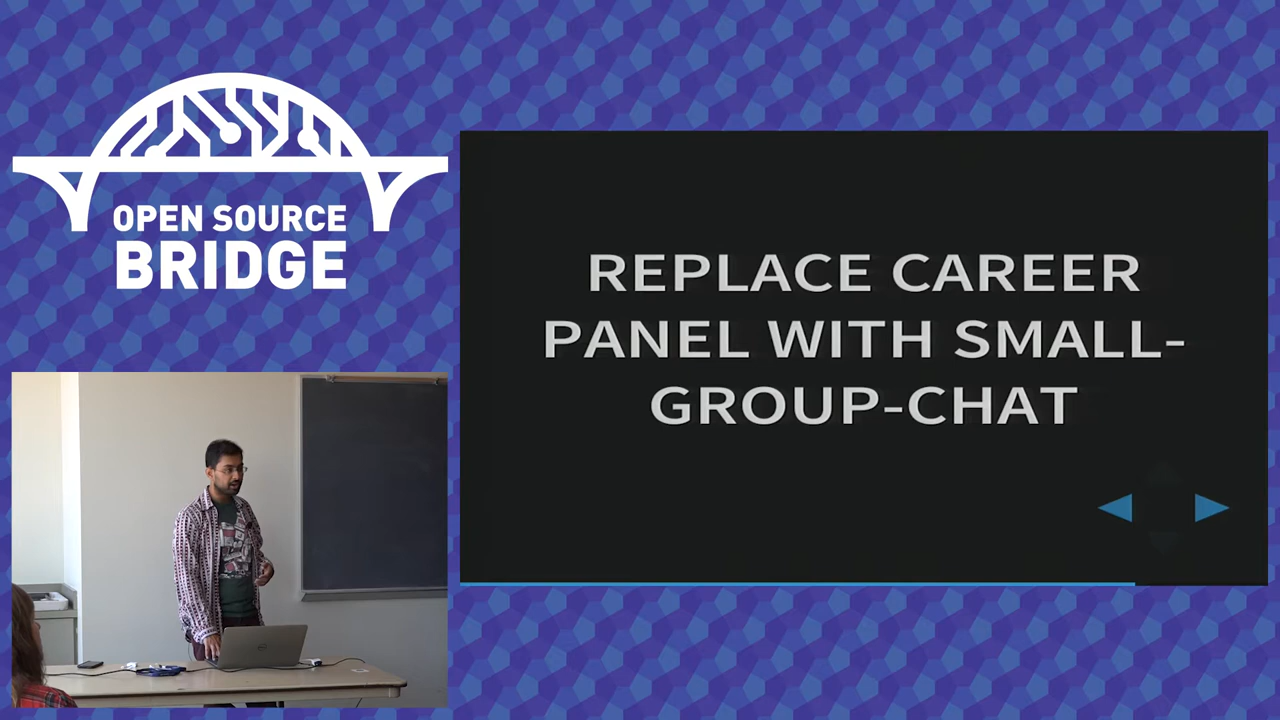 OPEN SOURCE
BRIDGE
REPLACE CAREER
PANEL WITH SMALL-
GROUP-CHAT